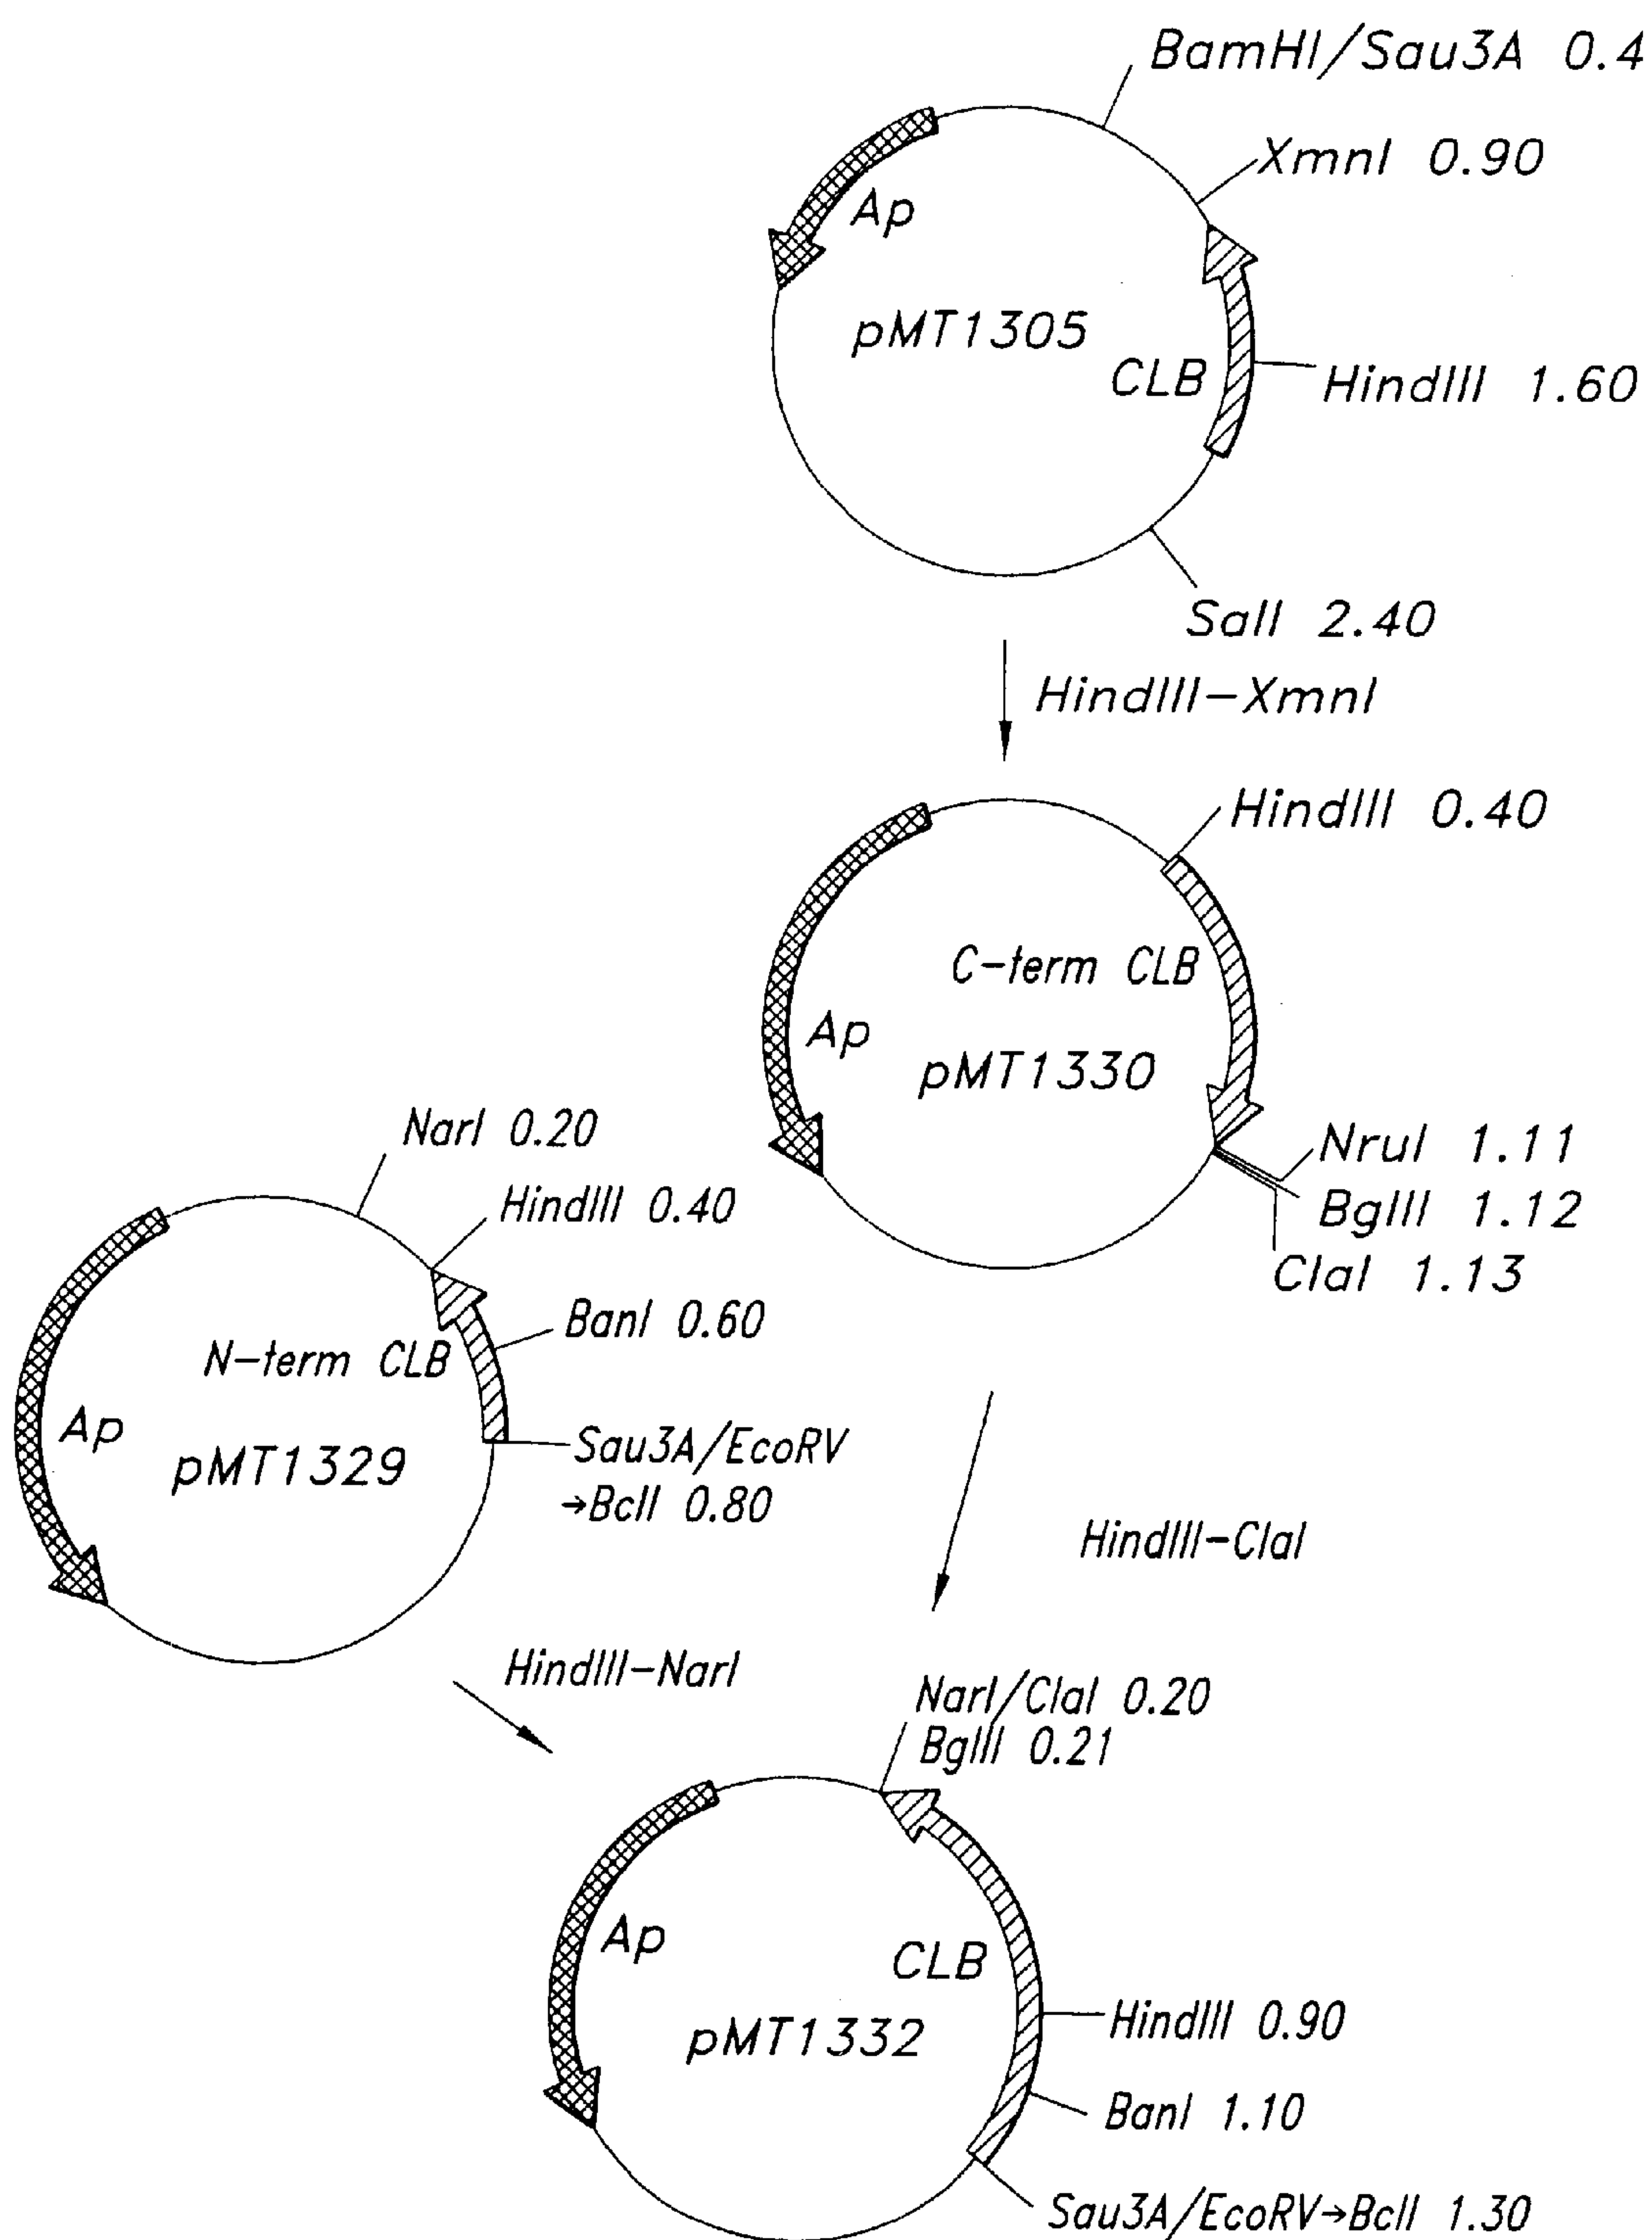 BamHI/Sau3A 0.4
XmnI 0.90
Ap
pMT1305
CLB
HindIII 1.60
SalI 2.40
HindIII-XmnI
HindIII 0.40
C-term CLB
Ap
pMT1330
NruI 1.11
BglII 1.12
ClaI 1.13
NarI 0.20
HindIII 0.40
BanI 0.60
N-term CLB
Ap
pMT1329
Sau3A/EcoRV
→BclI 0.80
HindIII-ClaI
HindIII-NarI
NarI/ClaI 0.20
BglII 0.21
Ap
CLB
pMT1332
HindIII 0.90
BanI 1.10
Sau3A/EcoRV→BclI 1.30